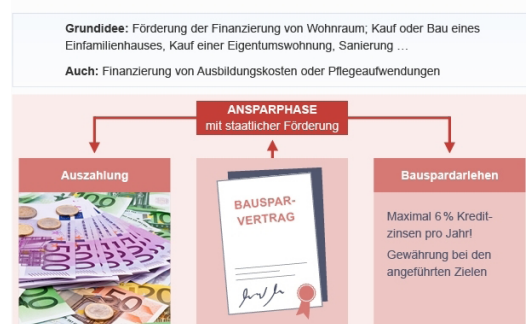 Grundidee: Förderung der Finanzierung von Wohnraum; Kauf oder Bau eines
Einfamilienhauses, Kauf einer Eigentumswohnung, Sanierung …
Auch: Finanzierung von Ausbildungskosten oder Pflegeaufwendungen
ANSPARPHASE
mit staatlicher Förderung
Auszahlung
500
BAUSPAR-
VERTRAG
Bauspardarlehen
Maximal 6 % Kredit-
zinsen pro Jahr!
Gewährung bei den
angeführten Zielen